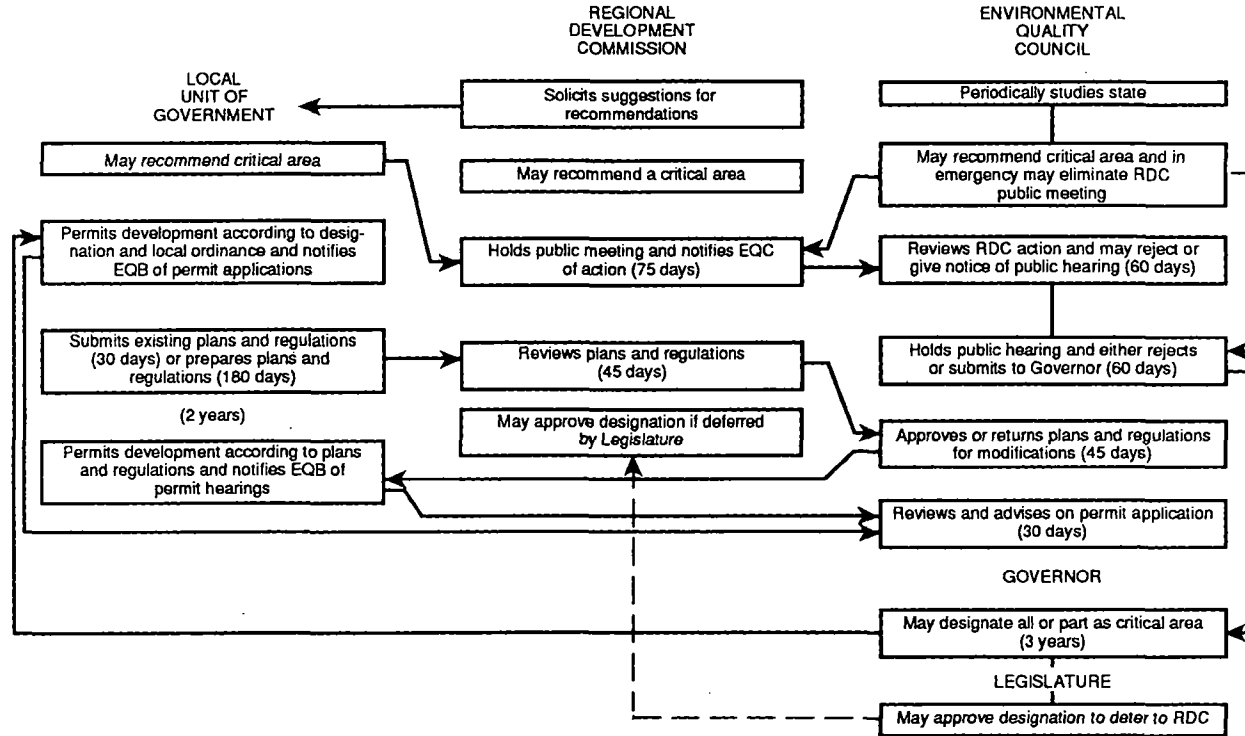 REGIONAL
DEVELOPMENT
COMMISSION
ENVIRONMENTAL
QUALITY
COUNCIL
LOCAL
UNIT OF
GOVERNMENT
Solicits suggestions for
recommendations
Periodically studies state
May recommend critical area
May recommend a critical area
May recommend critical area and in
emergency may eliminate RDC
public meeting
Permits development according to desig-
nation and local ordinance and notifies
EQB of permit applications
Holds public meeting and notifies EQC
of action (75 days)
Reviews RDC action and may reject or
give notice of public hearing (60 days)
Submits existing plans and regulations
(30 days) or prepares plans and
regulations (180 days)
Reviews plans and regulations
(45 days)
Holds public hearing and either rejects
or submits to Governor (60 days)
(2 years)
May approve designation if deferred
by Legislature
Approves or returns plans and regulations
for modifications (45 days)
Permits development according to plans
and regulations and notifies EQB of
permit hearings
Reviews and advises on permit application
(30 days)
GOVERNOR
May designate all or part as critical area
(3 years)
LEGISLATURE
May approve designation to deter to RDC